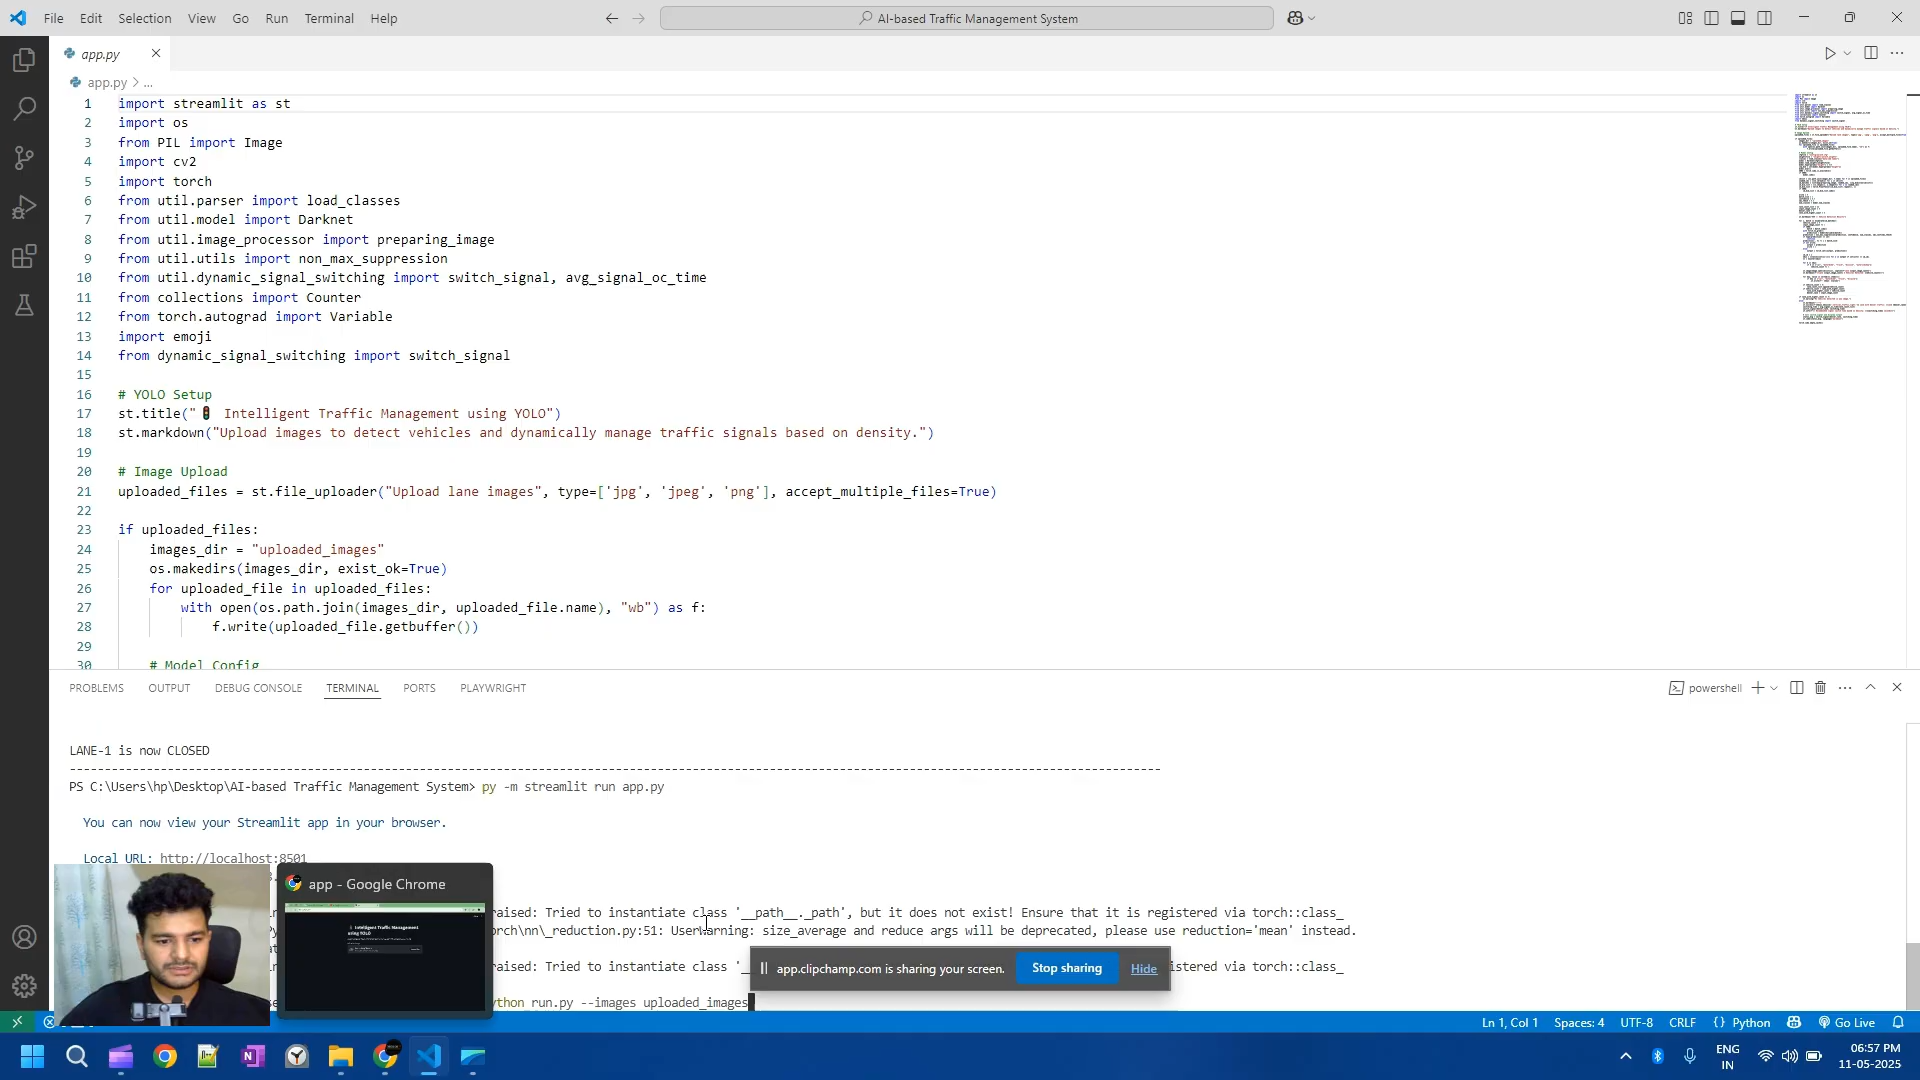 File Edit Selection View Go Run Terminal Help
AI-based Traffic Management System
app.py
app.py > ...
1 import streamlit as st
2 import os
3 from PIL import Image
4 import cv2
5 import torch
6 from util.parser import load_classes
7 from util.model import Darknet
8 from util.image_processor import preparing_image
9 from util.utils import non_max_suppression
10 from util.dynamic_signal_switching import switch_signal, avg_signal_oc_time
11 from collections import Counter
12 from torch.autograd import Variable
13 import emoji
14 from dynamic_signal_switching import switch_signal
15
16 # YOLO Setup
17 st.title("🚦 Intelligent Traffic Management using YOLO")
18 st.markdown("Upload images to detect vehicles and dynamically manage traffic signals based on density.")
19
20 # Image Upload
21 uploaded_files = st.file_uploader("Upload lane images", type=['jpg', 'jpeg', 'png'], accept_multiple_files=True)
22
23 if uploaded_files:
24 images_dir = "uploaded_images"
25 os.makedirs(images_dir, exist_ok=True)
26 for uploaded_file in uploaded_files:
27 with open(os.path.join(images_dir, uploaded_file.name), "wb") as f:
28 f.write(uploaded_file.getbuffer())
29
30 # Model Config
PROBLEMS OUTPUT DEBUG CONSOLE TERMINAL PORTS PLAYWRIGHT
powershell
LANE-1 is now CLOSED
PS C:\Users\hp\Desktop\AI-based Traffic Management System> py -m streamlit run app.py
You can now view your Streamlit app in your browser.
Local URL: http://localhost:8501
app - Google Chrome
Intelligent Traffic Management using YOLO
aised: Tried to instantiate class '__path__._path', but it does not exist! Ensure that it is registered via torch::class_
orch\nn\_reduction.py:51: UserWarning: size_average and reduce args will be deprecated, please use reduction='mean' instead.
aised: Tried to instantiate class '_
istered via torch::class_
app.clipchamp.com is sharing your screen. Stop sharing Hide
ython run.py --images uploaded_images
Ln 1, Col 1 Spaces: 4 UTF-8 CRLF {} Python Go Live
ENG IN
06:57 PM
11-05-2025